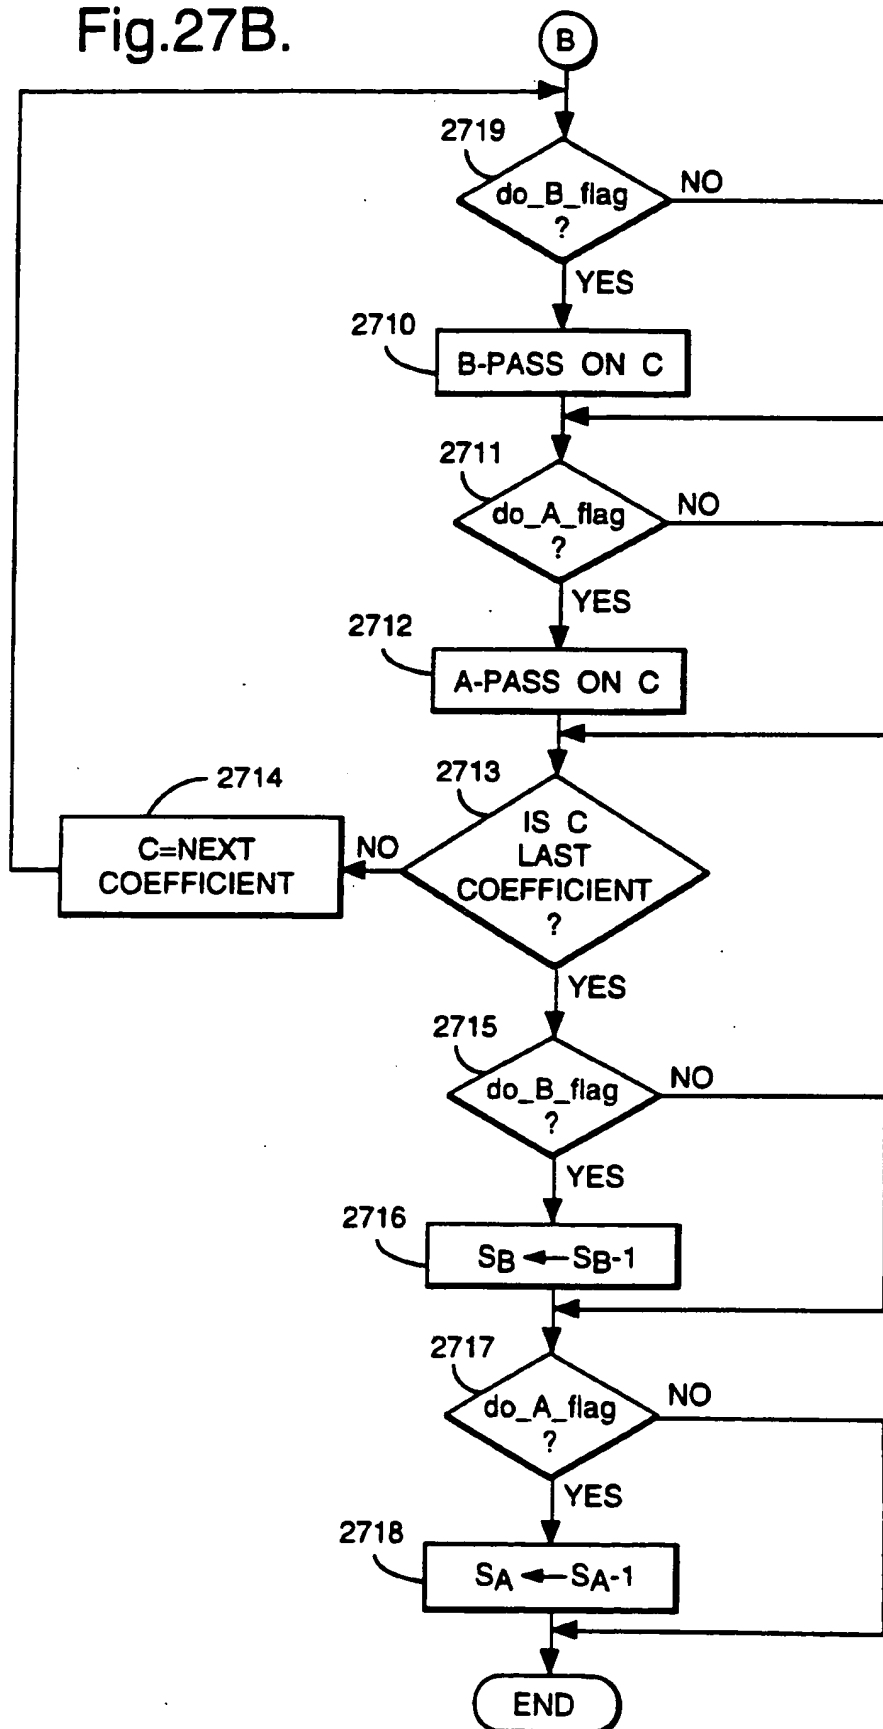 Fig.27B.
B
2719
do_B_flag
?
NO
YES
2710
B-PASS ON C
2711
do_A_flag
?
NO
YES
2712
A-PASS ON C
2713
IS C
LAST
COEFFICIENT
?
NO
2714
C=NEXT
COEFFICIENT
YES
2715
do_B_flag
?
NO
YES
2716
SB ← SB-1
2717
do_A_flag
?
NO
YES
2718
SA ← SA-1
END